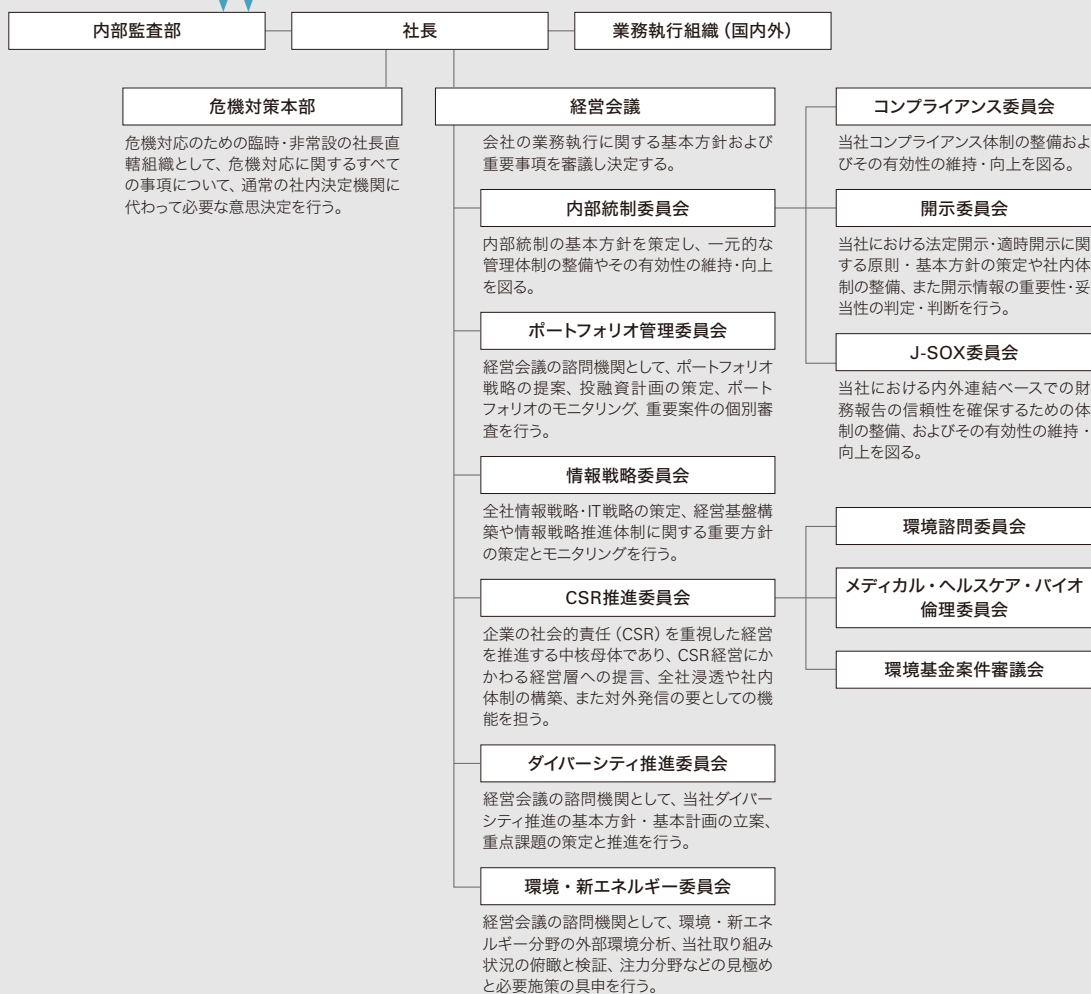 内部監査部
社長
業務執行組織（国内外）
危機対策本部
危機対応のための臨時・非常設の社長直
轄組織として、危機対応に関するすべて
の事項について、通常の社内決定機関に
代わって必要な意思決定を行う。
経営会議
会社の業務執行に関する基本方針および
重要事項を審議し決定する。
内部統制委員会
内部統制の基本方針を策定し、一元的な
管理体制の整備やその有効性の維持・向上
を図る。
ポートフォリオ管理委員会
経営会議の諮問機関として、ポートフォリオ
戦略の提案、投融資計画の策定、ポート
フォリオのモニタリング、重要案件の個別審
査を行う。
情報戦略委員会
全社情報戦略・IT戦略の策定、経営基盤構
築や情報戦略推進体制に関する重要方針
の策定とモニタリングを行う。
CSR推進委員会
企業の社会的責任（CSR）を重視した経営
を推進する中核母体であり、CSR経営にか
かわる経営層への提言、全社浸透や社内
体制の構築、また対外発信の要としての機
能を担う。
ダイバーシティ推進委員会
経営会議の諮問機関として、当社ダイバー
シティ推進の基本方針・基本計画の立案、
重点課題の策定と推進を行う。
環境・新エネルギー委員会
経営会議の諮問機関として、環境・新エネ
ルギー分野の外部環境分析、当社取り組み
状況の俯瞰と検証、注力分野などの見極め
と必要施策の具申を行う。
コンプライアンス委員会
当社コンプライアンス体制の整備およ
びその有効性の維持・向上を図る。
開示委員会
当社における法定開示・適時開示に関
する原則・基本方針の策定や社内体
制の整備、また開示情報の重要性・妥
当性の判定・判断を行う。
J-SOX委員会
当社における内外連結ベースでの財
務報告の信頼性を確保するための体
制の整備、およびその有効性の維持・
向上を図る。
環境諮問委員会
メディカル・ヘルスケア・バイオ
倫理委員会
環境基金案件審議会